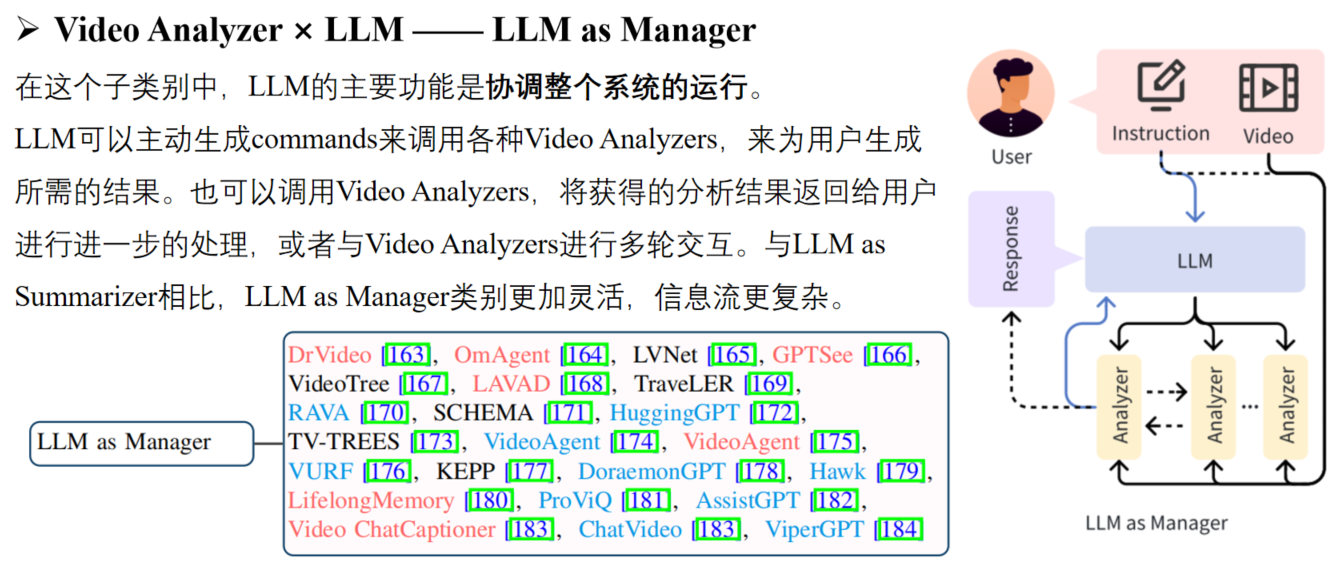 ➢ Video Analyzer × LLM —— LLM as Manager
在这个子类别中，LLM的主要功能是协调整个系统的运行。
LLM可以主动生成commands来调用各种Video Analyzers，来为用户生成
所需的结果。也可以调用Video Analyzers，将获得的分析结果返回给用户
进行进一步的处理，或者与Video Analyzers进行多轮交互。与LLM as
Summarizer相比，LLM as Manager类别更加灵活，信息流更复杂。
LLM as Manager
DrVideo [163], OmAgent [164], LVNet [165], GPTSee [166],
VideoTree [167], LAVAD [168], TraveLER [169],
RAVA [170], SCHEMA [171], HuggingGPT [172],
TV-TREES [173], VideoAgent [174], VideoAgent [175],
VURF [176], KEPP [177], DoraemonGPT [178], Hawk [179],
LifelongMemory [180], ProViQ [181], AssistGPT [182],
Video ChatCaptioner [183], ChatVideo [183], ViperGPT [184]
User
Instruction
Video
Response
LLM
Analyzer
Analyzer
...
Analyzer
LLM as Manager